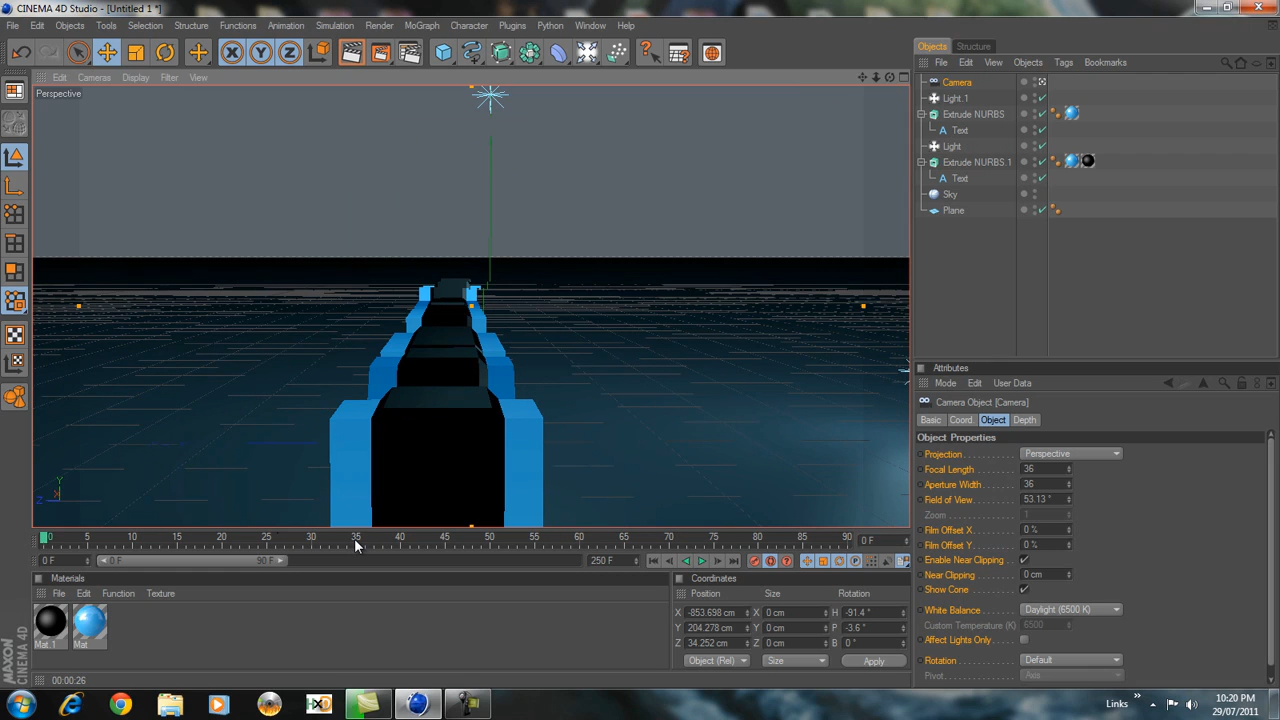 CINEMA 4D Studio - [Untitled 1 *]
File Edit Objects Tools Selection Structure Functions Animation Render MoGraph Character Plugins Python Window Help
Edit Cameras Display Filter View
Perspective
Objects Structure
File Edit View Objects Tags Bookmarks
Camera
Light.1
Extrude NURBS
Text
Light
Extrude NURBS.1
Text
Sky
Plane
Attributes
Mode Edit User Data
Camera Object [Camera]
Basic Coord. Object Depth
Object Properties
Projection Perspective
Focal Length 36
Aperture Width 36
Field of View 53.13 °
Zoom 1
Film Offset X 0 %
Film Offset Y 0 %
Enable Near Clipping
Near Clipping 0 cm
Show Cone
White Balance Daylight (6500 K)
Custom Temperature (K) 6500
Affect Lights Only
Rotation Default
Pivot Axis
Y
Z X
0 5 10 15 20 25 30 35 40 45 50 55 60 65 70 75 80 85 90 0 F
0 F 0 F 90 F 250 F
Materials
File Edit Function Texture
Mat.1 Mat
Coordinates
Position Size Rotation
X -853.698 cm X 0 cm H -91.4 °
Y 204.278 cm Y 0 cm P -3.6 °
Z 34.252 cm Z 0 cm B 0 °
Object (Rel) Size Apply
MAXON CINEMA 4D
00:00:26
Links
10:20 PM
29/07/2011